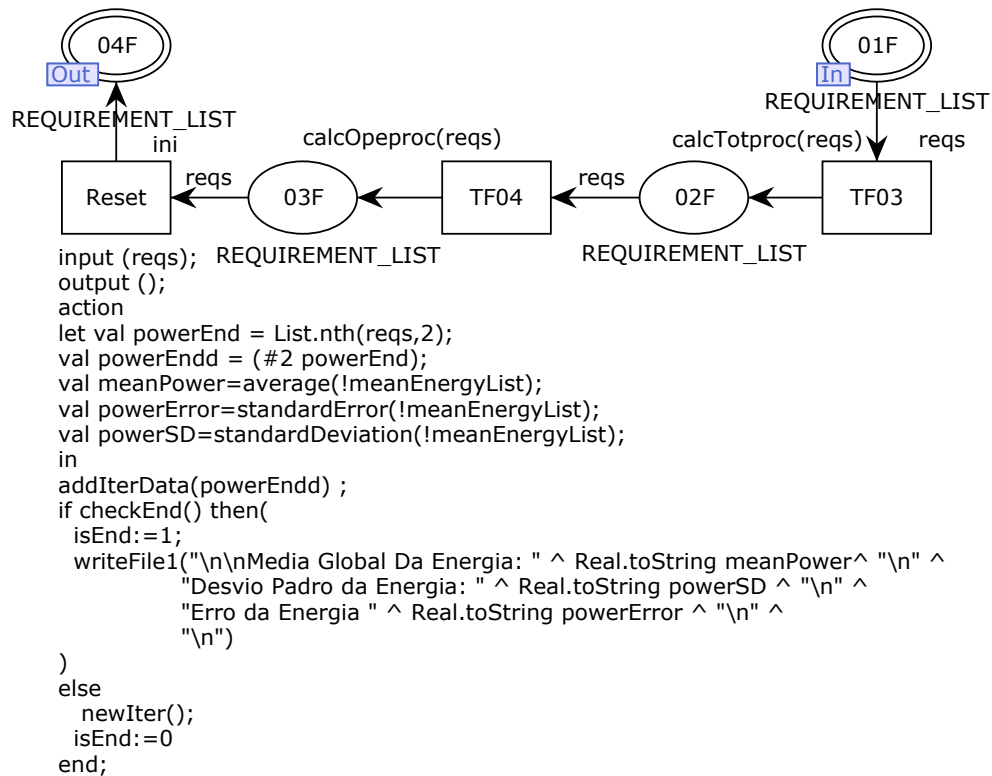 04F
01F
Out
In
REQUIREMENT_LIST
REQUIREMENT_LIST
ini
calcOpeproc(reqs)
calcTotproc(reqs)
reqs
Reset
reqs
03F
TF04
reqs
02F
TF03
REQUIREMENT_LIST
REQUIREMENT_LIST
input (reqs);
output ();
action
let val powerEnd = List.nth(reqs,2);
val powerEndd = (#2 powerEnd);
val meanPower=average(!meanEnergyList);
val powerError=standardError(!meanEnergyList);
val powerSD=standardDeviation(!meanEnergyList);
in
addIterData(powerEndd) ;
if checkEnd() then(
isEnd:=1;
writeFile1("\n\nMedia Global Da Energia: " ^ Real.toString meanPower^ "\n" ^
"Desvio Padro da Energia: " ^ Real.toString powerSD ^ "\n" ^
"Erro da Energia " ^ Real.toString powerError ^ "\n" ^
"\n")
)
else
newIter();
isEnd:=0
end;